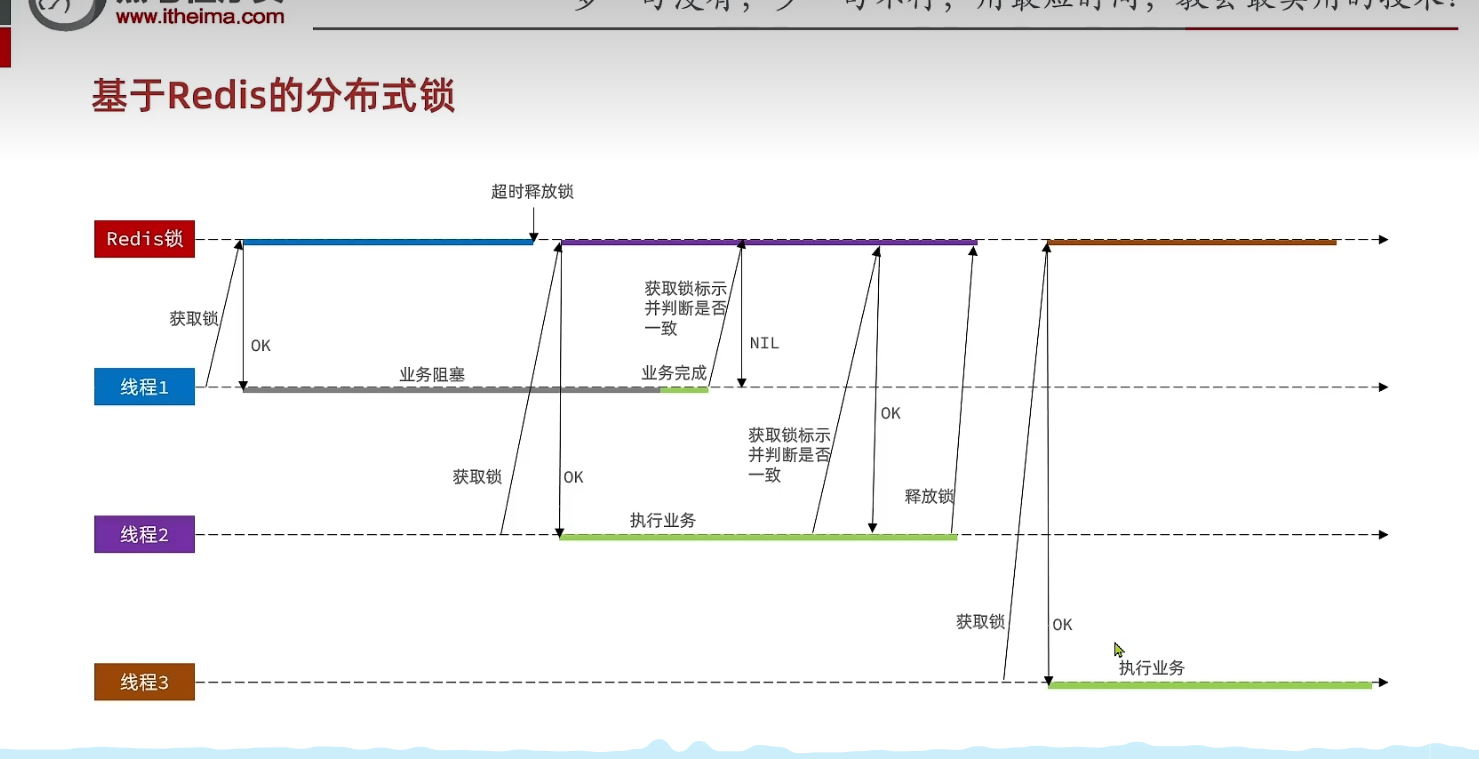 www.itheima.com
基于Redis的分布式锁
超时释放锁
Redis锁
获取锁
OK
获取锁标示
并判断是否
一致
NIL
线程1
业务阻塞
业务完成
获取锁
OK
获取锁标示
并判断是否
一致
OK
释放锁
线程2
执行业务
获取锁
OK
线程3
执行业务